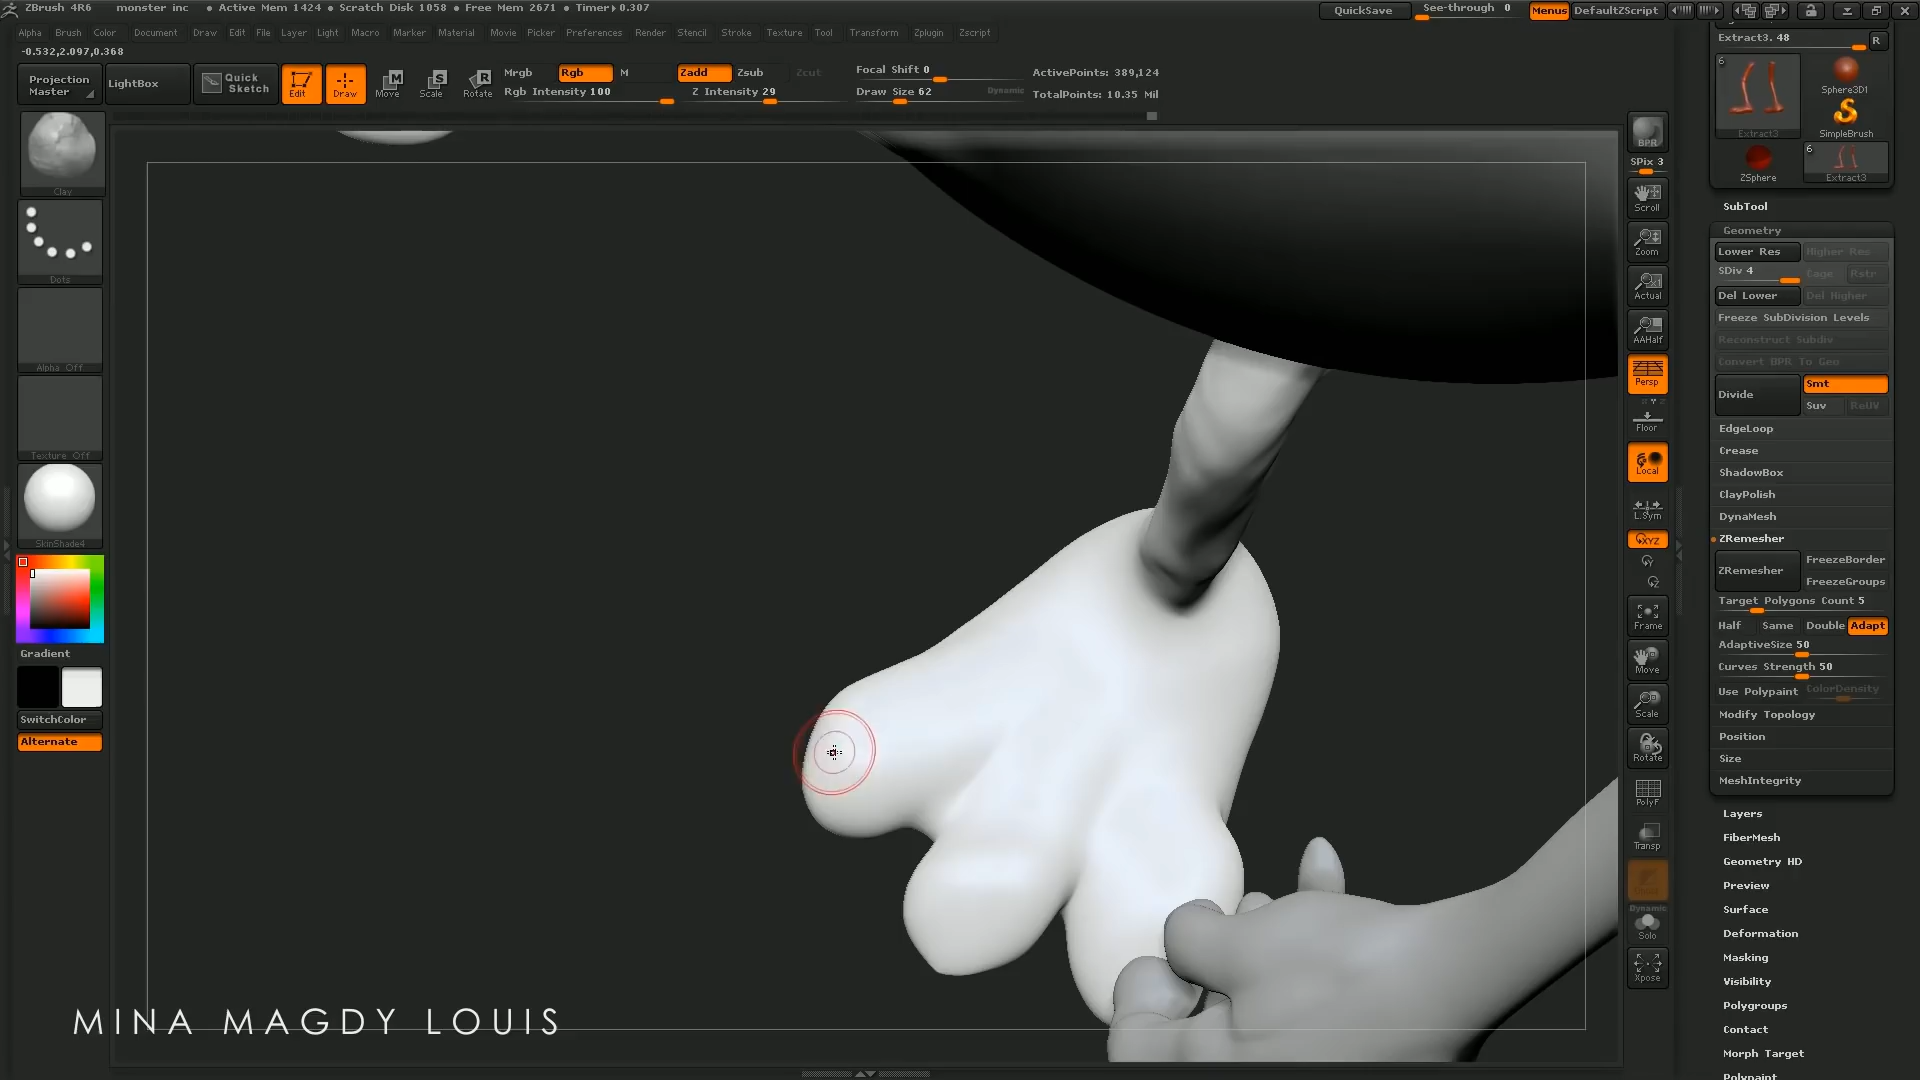 ZBrush 4R6 monster inc • Active Mem 1424 • Scratch Disk 1058 • Free Mem 2671 • Timer▸0.307 QuickSave See-through 0 Menus DefaultZScript
Alpha Brush Color Document Draw Edit File Layer Light Macro Marker Material Movie Picker Preferences Render Stencil Stroke Texture Tool Transform Zplugin Zscript
-0.532,2.097,0.368
Projection Master
LightBox
Quick Sketch
Edit
Draw
Move
Scale
Rotate
Mrgb Rgb M
Rgb Intensity 100
Zadd Zsub Zcut
Z Intensity 29
Focal Shift 0
Draw Size 62 Dynamic
ActivePoints: 389,124
TotalPoints: 10.35 Mil
Clay
Dots
Alpha Off
Texture Off
SkinShade4
Gradient
SwitchColor
Alternate
BPR
SPix 3
Scroll
Zoom
Actual
AAHalf
Persp
Floor
Local
L.Sym
XYZ
Frame
Move
Scale
Rotate
PolyF
Transp
Dynamic
Solo
Xpose
Extract3. 48 R
6
Extract3
Sphere3D1
SimpleBrush
ZSphere
6
Extract3
SubTool
Geometry
Lower Res Higher Res
SDiv 4 Cage Rstr
Del Lower Del Higher
Freeze SubDivision Levels
Reconstruct Subdiv
Convert BPR To Geo
Divide Smt
Suv ReUV
EdgeLoop
Crease
ShadowBox
ClayPolish
DynaMesh
ZRemesher
ZRemesher FreezeBorder
FreezeGroups
Target Polygons Count 5
Half Same Double Adapt
AdaptiveSize 50
Curves Strength 50
Use Polypaint ColorDensity
Modify Topology
Position
Size
MeshIntegrity
Layers
FiberMesh
Geometry HD
Preview
Surface
Deformation
Masking
Visibility
Polygroups
Contact
Morph Target
Polypaint
MINA MAGDY LOUIS